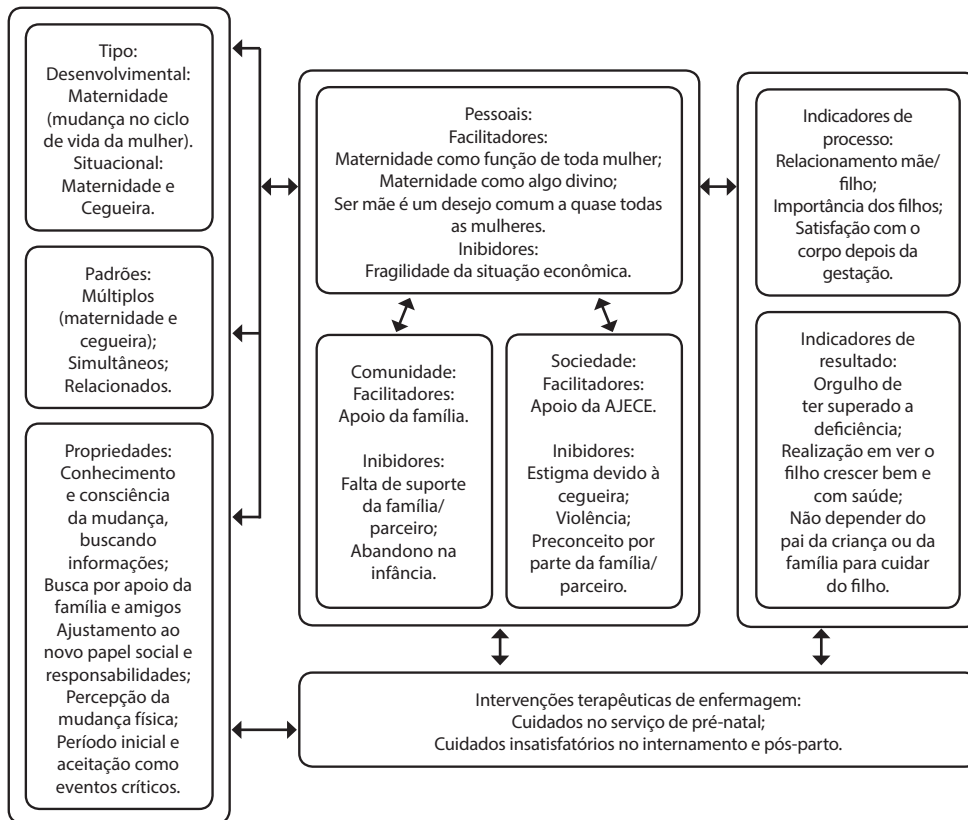 Tipo:
Desenvolvimental:
Maternidade
(mudança no ciclo
de vida da mulher).
Situacional:
Maternidade e
Cegueira.
Padrões:
Múltiplos
(maternidade e
cegueira);
Simultâneos;
Relacionados.
Propriedades:
Conhecimento
e consciência
da mudança,
buscando
informações;
Busca por apoio da
família e amigos
Ajustamento ao
novo papel social e
responsabilidades;
Percepção da
mudança física;
Período inicial e
aceitação como
eventos críticos.
Pessoais:
Facilitadores:
Maternidade como função de toda mulher;
Maternidade como algo divino;
Ser mãe é um desejo comum a quase todas
as mulheres.
Inibidores:
Fragilidade da situação econômica.
Comunidade:
Facilitadores:
Apoio da família.
Inibidores:
Falta de suporte
da família/
parceiro;
Abandono na
infância.
Sociedade:
Facilitadores:
Apoio da AJECE.
Inibidores:
Estigma devido à
cegueira;
Violência;
Preconceito por
parte da família/
parceiro.
Indicadores de
processo:
Relacionamento mãe/
filho;
Importância dos filhos;
Satisfação com o
corpo depois da
gestação.
Indicadores de
resultado:
Orgulho de
ter superado a
deficiência;
Realização em ver o
filho crescer bem e
com saúde;
Não depender do
pai da criança ou da
família para cuidar
do filho.
Intervenções terapêuticas de enfermagem:
Cuidados no serviço de pré-natal;
Cuidados insatisfatórios no internamento e pós-parto.